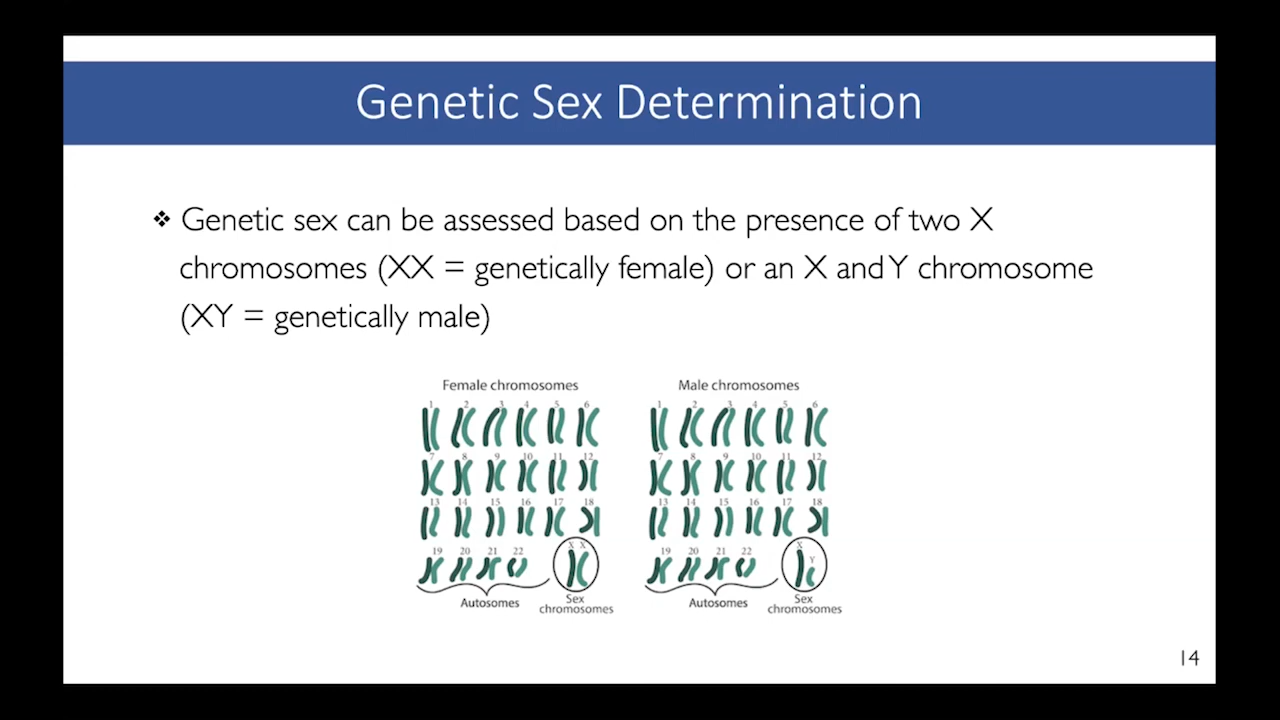 Genetic Sex Determination
❖ Genetic sex can be assessed based on the presence of two X
chromosomes (XX = genetically female) or an X and Y chromosome
(XY = genetically male)
Female chromosomes
1 2 3 4 5 6
7 8 9 10 11 12
13 14 15 16 17 18
19 20 21 22 X X
Autosomes
Sex
chromosomes
Male chromosomes
1 2 3 4 5 6
7 8 9 10 11 12
13 14 15 16 17 18
19 20 21 22 X Y
Autosomes
Sex
chromosomes
14